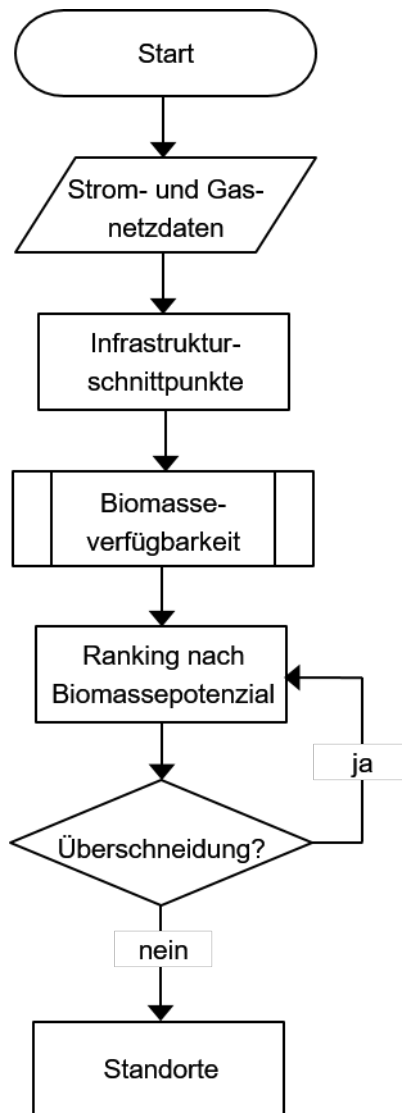 Start
Strom- und Gas-
netzdaten
Infrastruktur-
schnittpunkte
Biomasse-
verfügbarkeit
Ranking nach
Biomassepotenzial
ja
Überschneidung?
nein
Standorte